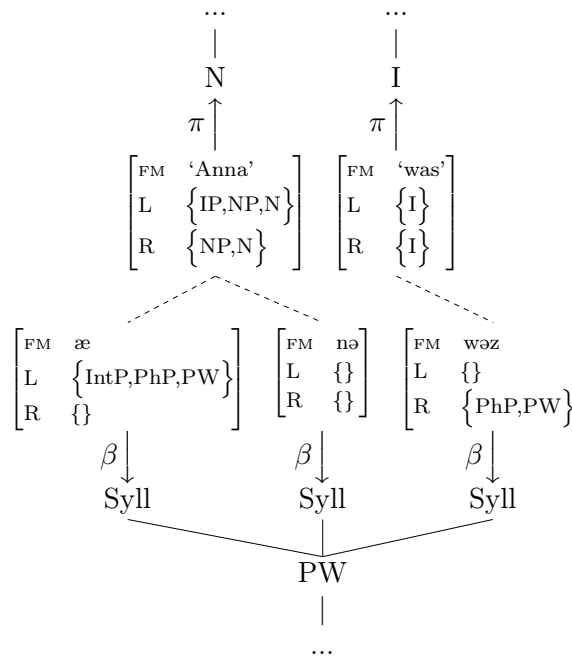 ... ...
N I
π π
FM ‘Anna’ FM ‘was’
L {IP,NP,N} L {I}
R {NP,N} R {I}
FM æ FM nə FM wəz
L {IntP,PhP,PW} L {} L {}
R {} R {} R {PhP,PW}
β β β
Syll Syll Syll
PW
...